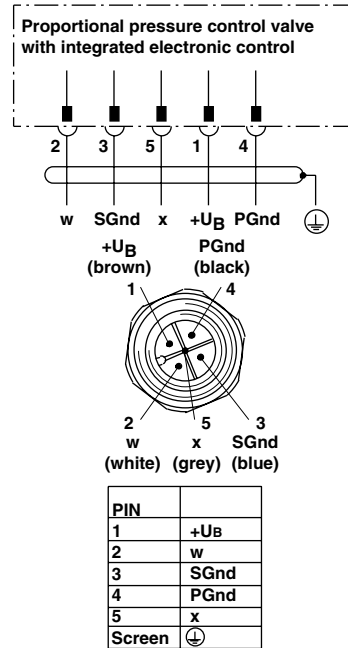 Proportional pressure control valve
with integrated electronic control
2 3 5 1 4
w SGnd x +UB PGnd
+UB PGnd
(brown) (black)
1 4
2 5 3
w x SGnd
(white) (grey) (blue)
PIN
1 +UB
2 w
3 SGnd
4 PGnd
5 x
Screen